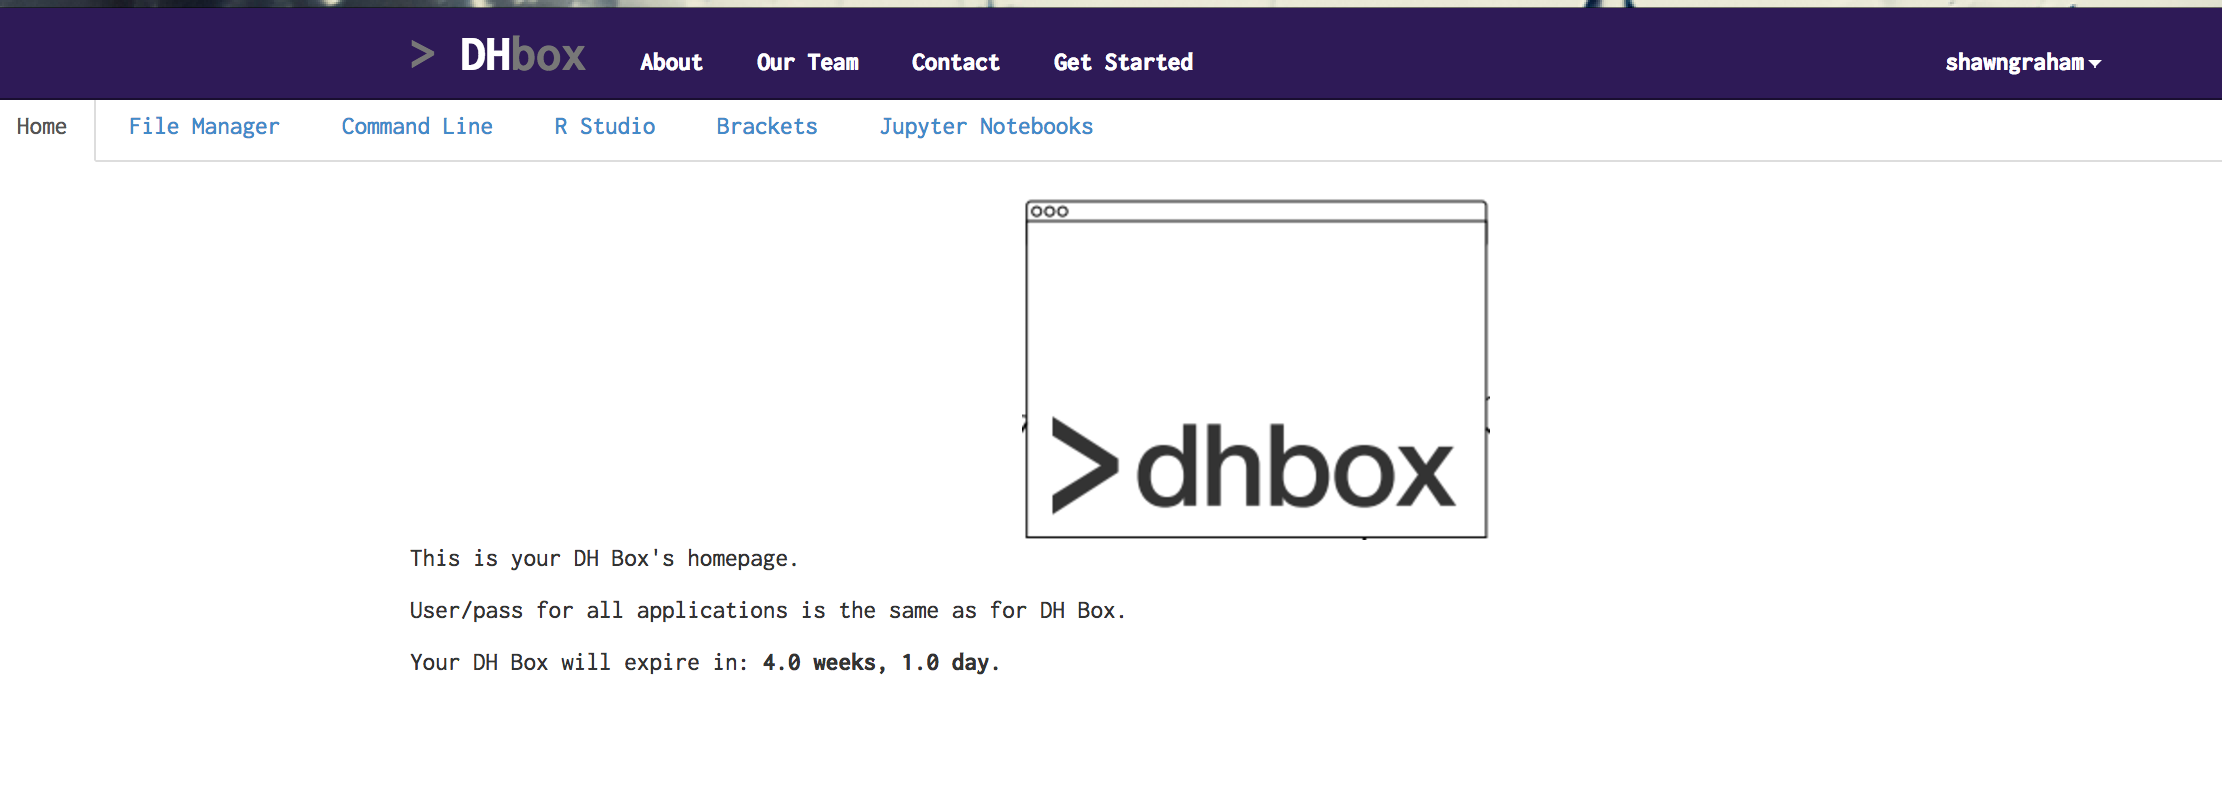 > DHbox About Our Team Contact Get Started shawngraham
Home File Manager Command Line R Studio Brackets Jupyter Notebooks
>dhbox
This is your DH Box's homepage.
User/pass for all applications is the same as for DH Box.
Your DH Box will expire in: 4.0 weeks, 1.0 day.